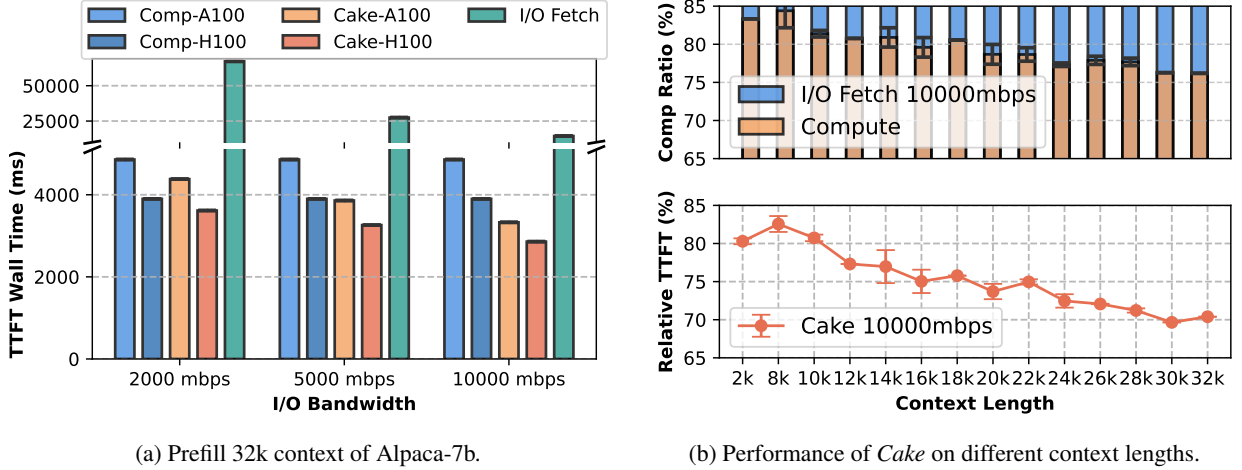 Comp-A100 Cake-A100 I/O Fetch
Comp-H100 Cake-H100
TTFT Wall Time (ms)
50000
25000
4000
2000
0
2000 mbps 5000 mbps 10000 mbps
I/O Bandwidth
(a) Prefill 32k context of Alpaca-7b.
Comp Ratio (%)
85
80
75
70
65
I/O Fetch 10000mbps
Compute
Relative TTFT (%)
85
80
75
70
65
Cake 10000mbps
2k 8k 10k 12k 14k 16k 18k 20k 22k 24k 26k 28k 30k 32k
Context Length
(b) Performance of Cake on different context lengths.